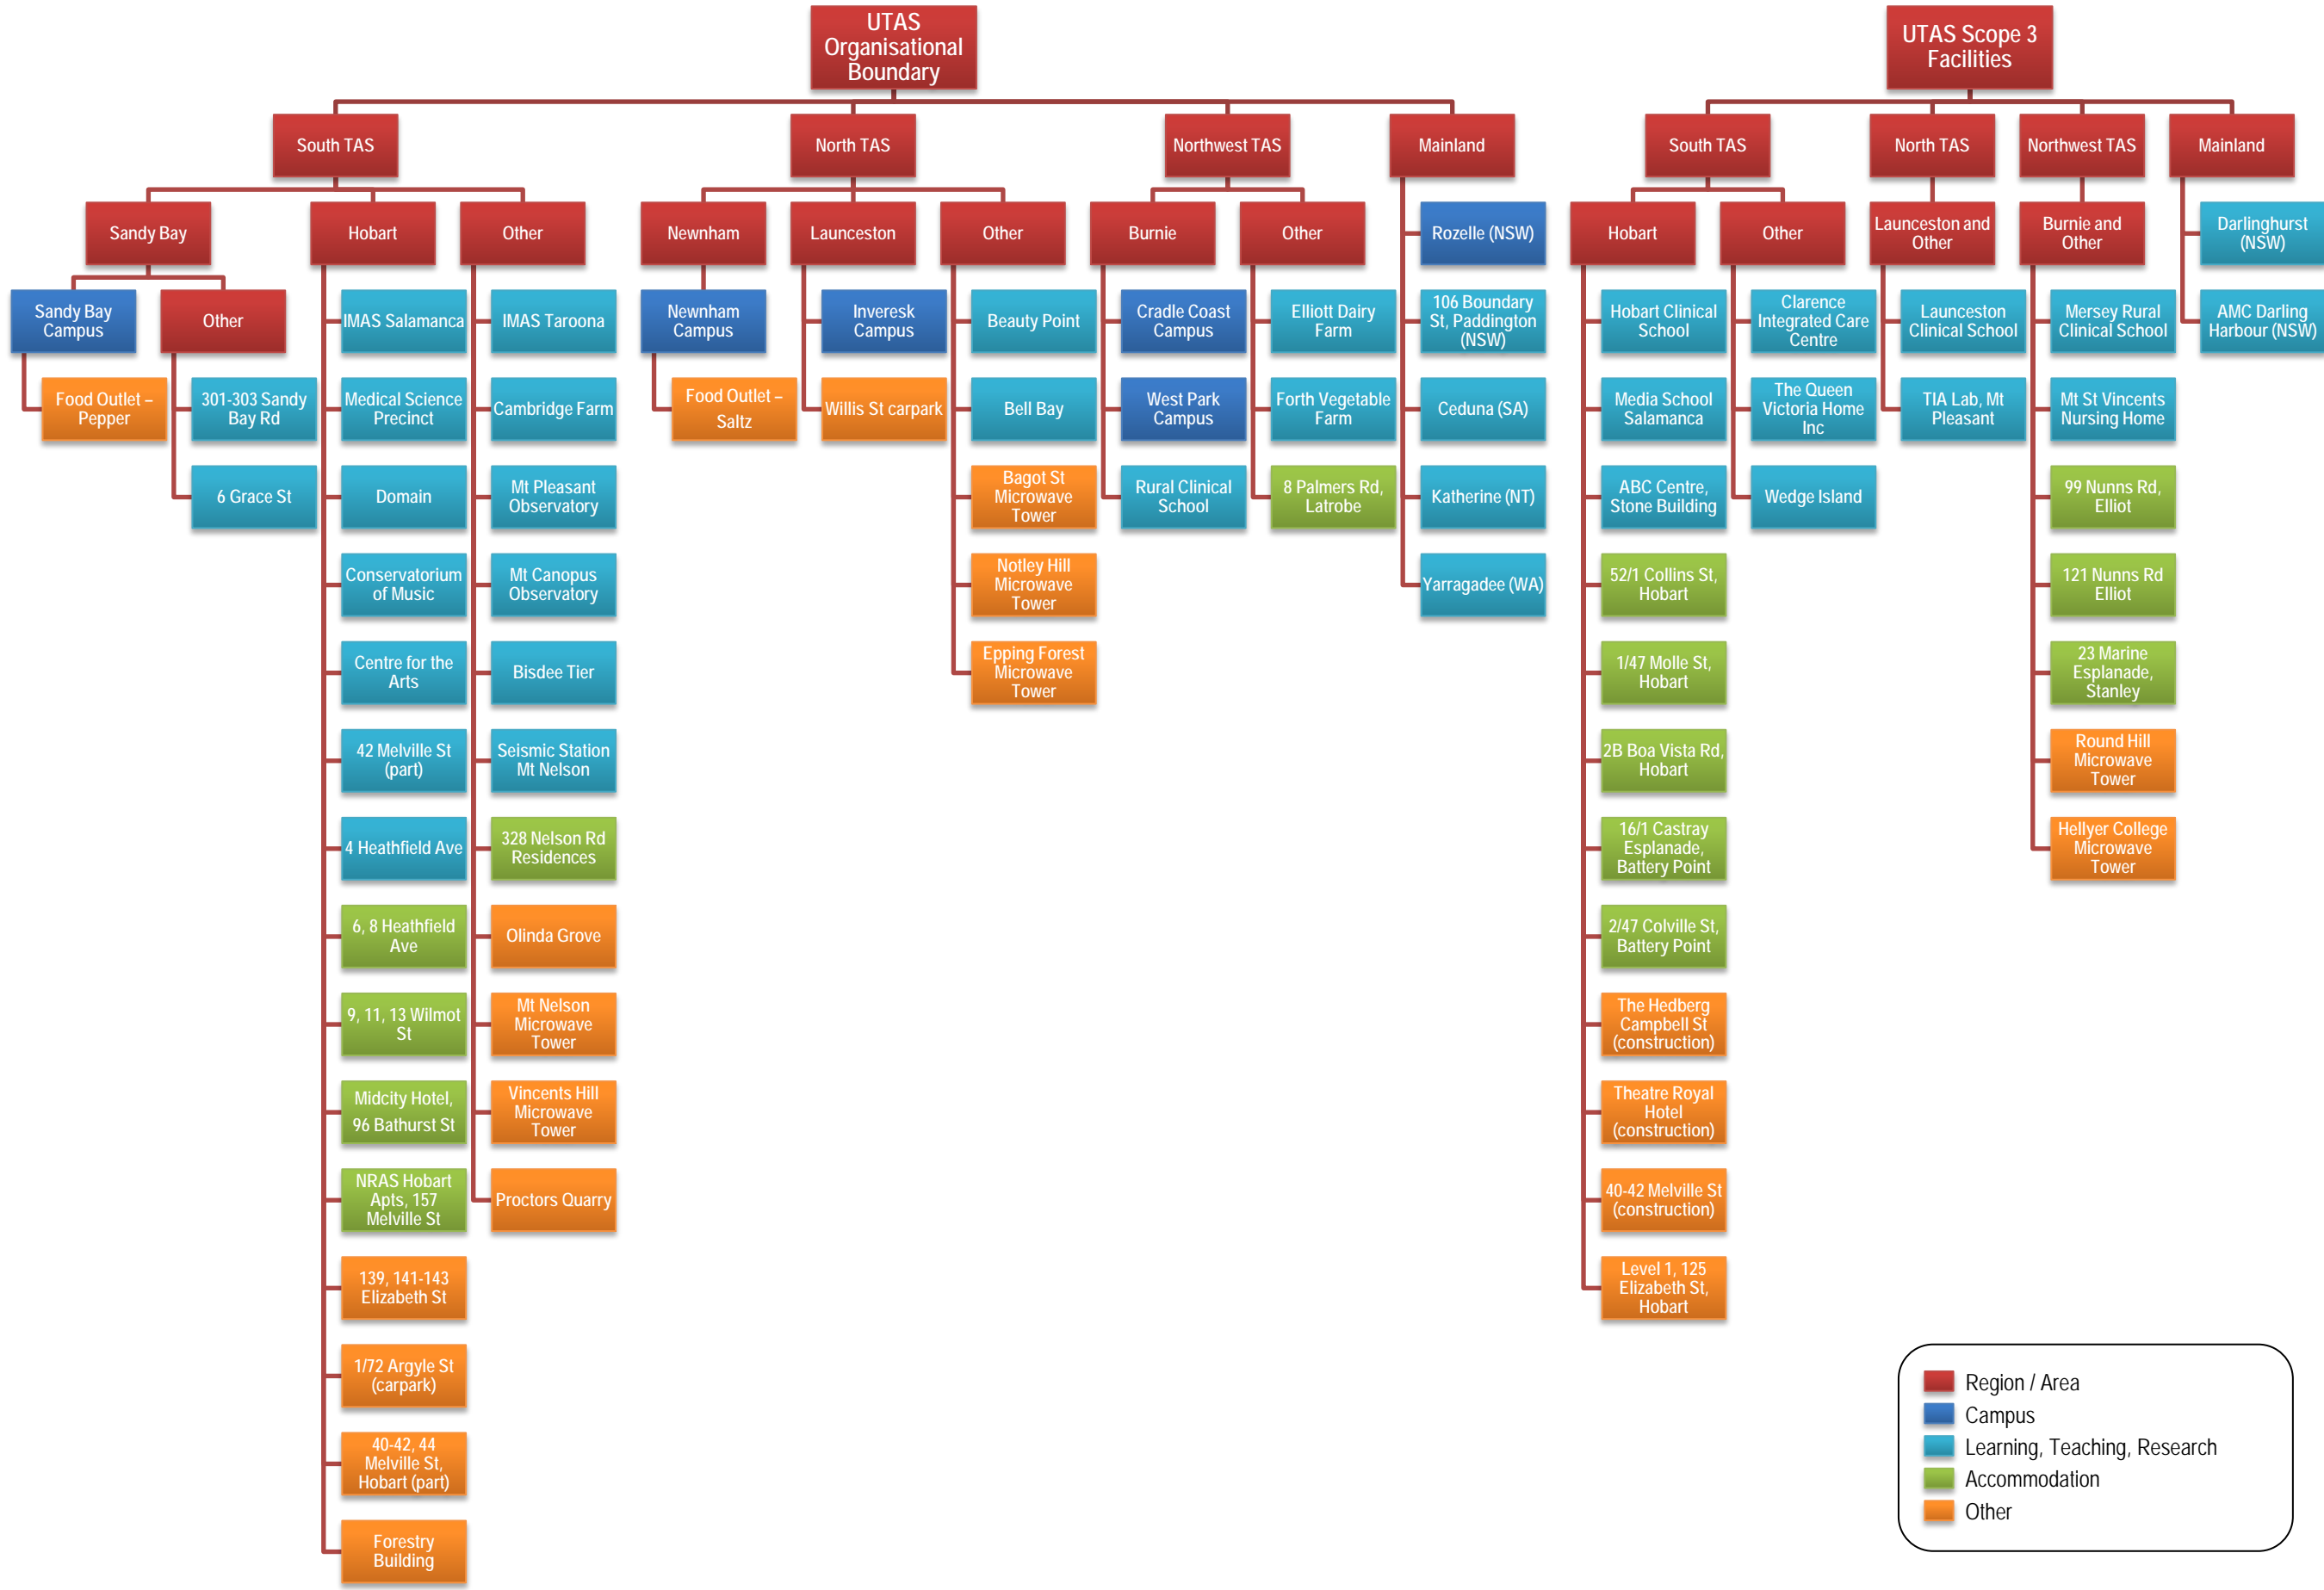 UTAS
Organisational
Boundary
UTAS Scope 3
Facilities
South TAS
North TAS
Northwest TAS
Mainland
South TAS
North TAS
Northwest TAS
Mainland
Sandy Bay
Hobart
Other
Newnham
Launceston
Other
Burnie
Other
Rozelle (NSW)
Hobart
Other
Launceston and
Other
Burnie and
Other
Darlinghurst
(NSW)
Sandy Bay
Campus
Food Outlet –
Pepper
Other
301-303 Sandy
Bay Rd
6 Grace St
IMAS Salamanca
Medical Science
Precinct
Domain
Conservatorium
of Music
Centre for the
Arts
42 Melville St
(part)
4 Heathfield Ave
6, 8 Heathfield
Ave
9, 11, 13 Wilmot
St
Midcity Hotel,
96 Bathurst St
NRAS Hobart
Apts, 157
Melville St
139, 141-143
Elizabeth St
1/72 Argyle St
(carpark)
40-42, 44
Melville St,
Hobart (part)
Forestry
Building
IMAS Taroona
Cambridge Farm
Mt Pleasant
Observatory
Mt Canopus
Observatory
Bisdee Tier
Seismic Station
Mt Nelson
328 Nelson Rd
Residences
Olinda Grove
Mt Nelson
Microwave
Tower
Vincents Hill
Microwave
Tower
Proctors Quarry
Newnham
Campus
Food Outlet –
Saltz
Inveresk
Campus
Willis St carpark
Beauty Point
Bell Bay
Bagot St
Microwave
Tower
Notley Hill
Microwave
Tower
Epping Forest
Microwave
Tower
Cradle Coast
Campus
West Park
Campus
Rural Clinical
School
Elliott Dairy
Farm
Forth Vegetable
Farm
8 Palmers Rd,
Latrobe
106 Boundary
St, Paddington
(NSW)
Ceduna (SA)
Katherine (NT)
Yarragadee (WA)
Hobart Clinical
School
Media School
Salamanca
ABC Centre,
Stone Building
52/1 Collins St,
Hobart
1/47 Molle St,
Hobart
2B Boa Vista Rd,
Hobart
16/1 Castray
Esplanade,
Battery Point
2/47 Colville St,
Battery Point
The Hedberg
Campbell St
(construction)
Theatre Royal
Hotel
(construction)
40-42 Melville St
(construction)
Level 1, 125
Elizabeth St,
Hobart
Clarence
Integrated Care
Centre
The Queen
Victoria Home
Inc
Wedge Island
Launceston
Clinical School
TIA Lab, Mt
Pleasant
Mersey Rural
Clinical School
Mt St Vincents
Nursing Home
99 Nunns Rd,
Elliot
121 Nunns Rd
Elliot
23 Marine
Esplanade,
Stanley
Round Hill
Microwave
Tower
Hellyer College
Microwave
Tower
AMC Darling
Harbour (NSW)
Region / Area
Campus
Learning, Teaching, Research
Accommodation
Other